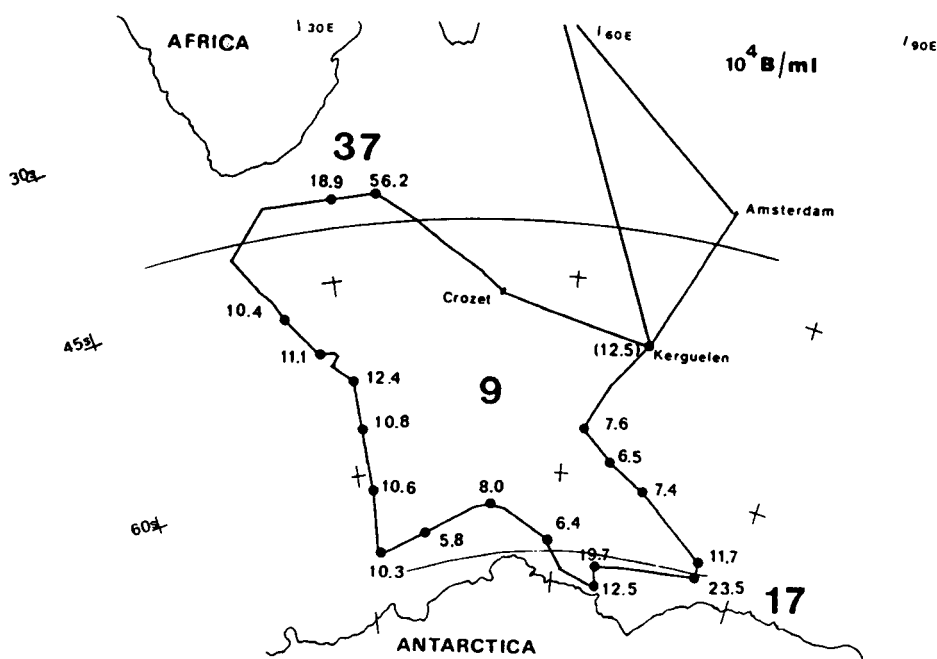 AFRICA
30E
60E
90E
10⁴ B/ml
37
30s
18.9 56.2
Amsterdam
Crozet
10.4
45s
11.1
(12.5)
Kerguelen
12.4
9
10.8
7.6
6.5
10.6
8.0
7.4
60s
5.8
6.4
10.3
19.7
11.7
12.5
23.5
17
ANTARCTICA